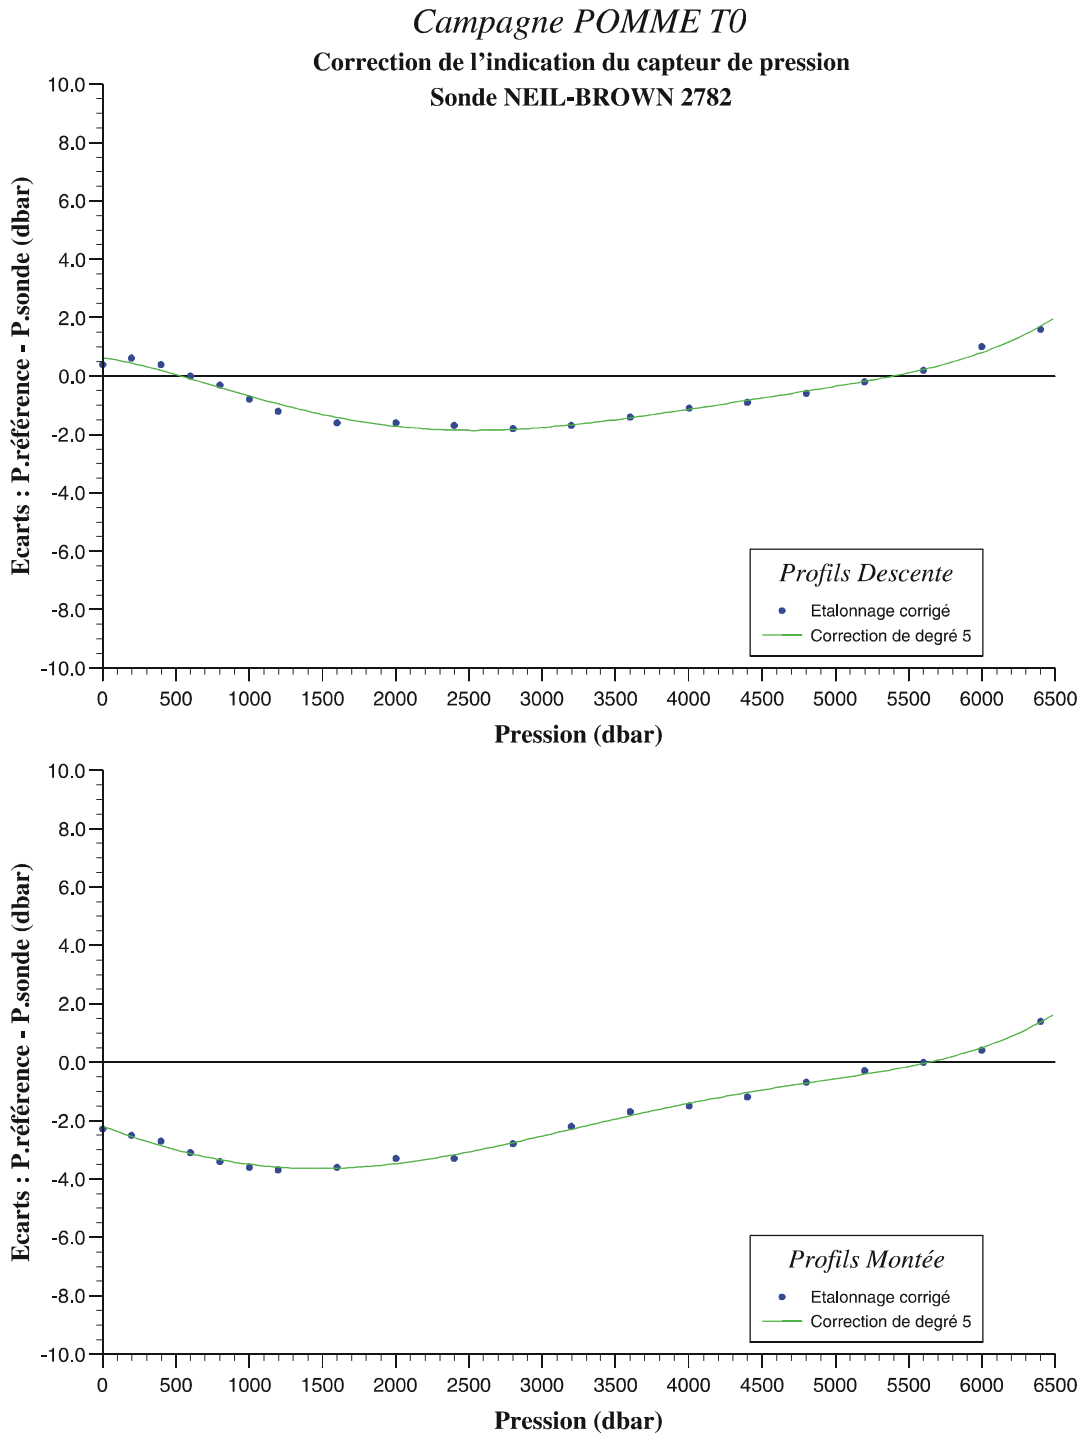 Campagne POMME T0
Correction de l'indication du capteur de pression
Sonde NEIL-BROWN 2782
Ecarts : P.référence - P.sonde (dbar)
10.0
8.0
6.0
4.0
2.0
0.0
-2.0
-4.0
-6.0
-8.0
-10.0
Profils Descente
Etalonnage corrigé
Correction de degré 5
0 500 1000 1500 2000 2500 3000 3500 4000 4500 5000 5500 6000 6500
Pression (dbar)
Ecarts : P.référence - P.sonde (dbar)
10.0
8.0
6.0
4.0
2.0
0.0
-2.0
-4.0
-6.0
-8.0
-10.0
Profils Montée
Etalonnage corrigé
Correction de degré 5
0 500 1000 1500 2000 2500 3000 3500 4000 4500 5000 5500 6000 6500
Pression (dbar)